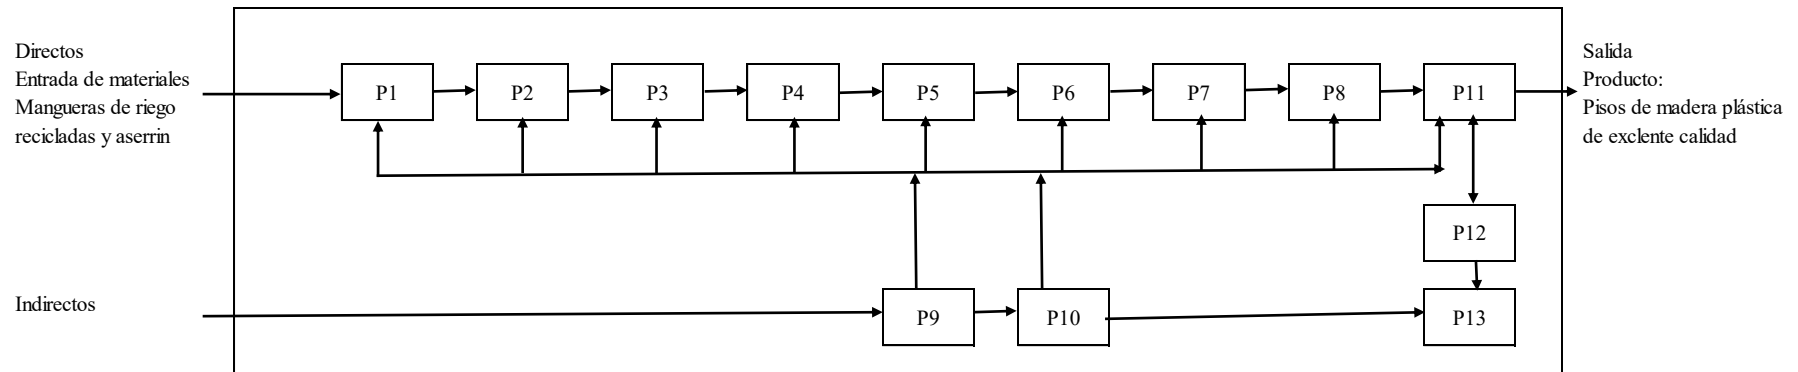 Directos
Entrada de materiales
Mangueras de riego
recicladas y aserrin
P1
P2
P3
P4
P5
P6
P7
P8
P11
Salida
Producto:
Pisos de madera plástica
de exclente calidad
P12
Indirectos
P9
P10
P13